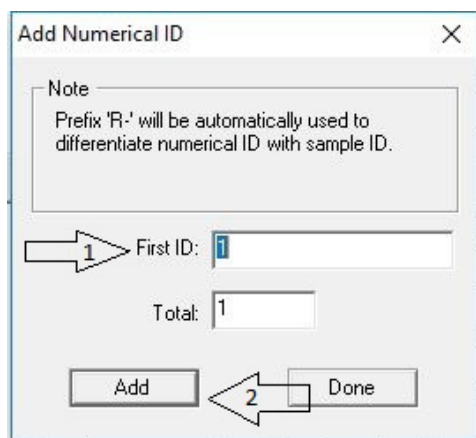 Add Numerical ID
Note
Prefix 'R-' will be automatically used to
differentiate numerical ID with sample ID.
1 First ID: 1
Total: 1
Add 2 Done